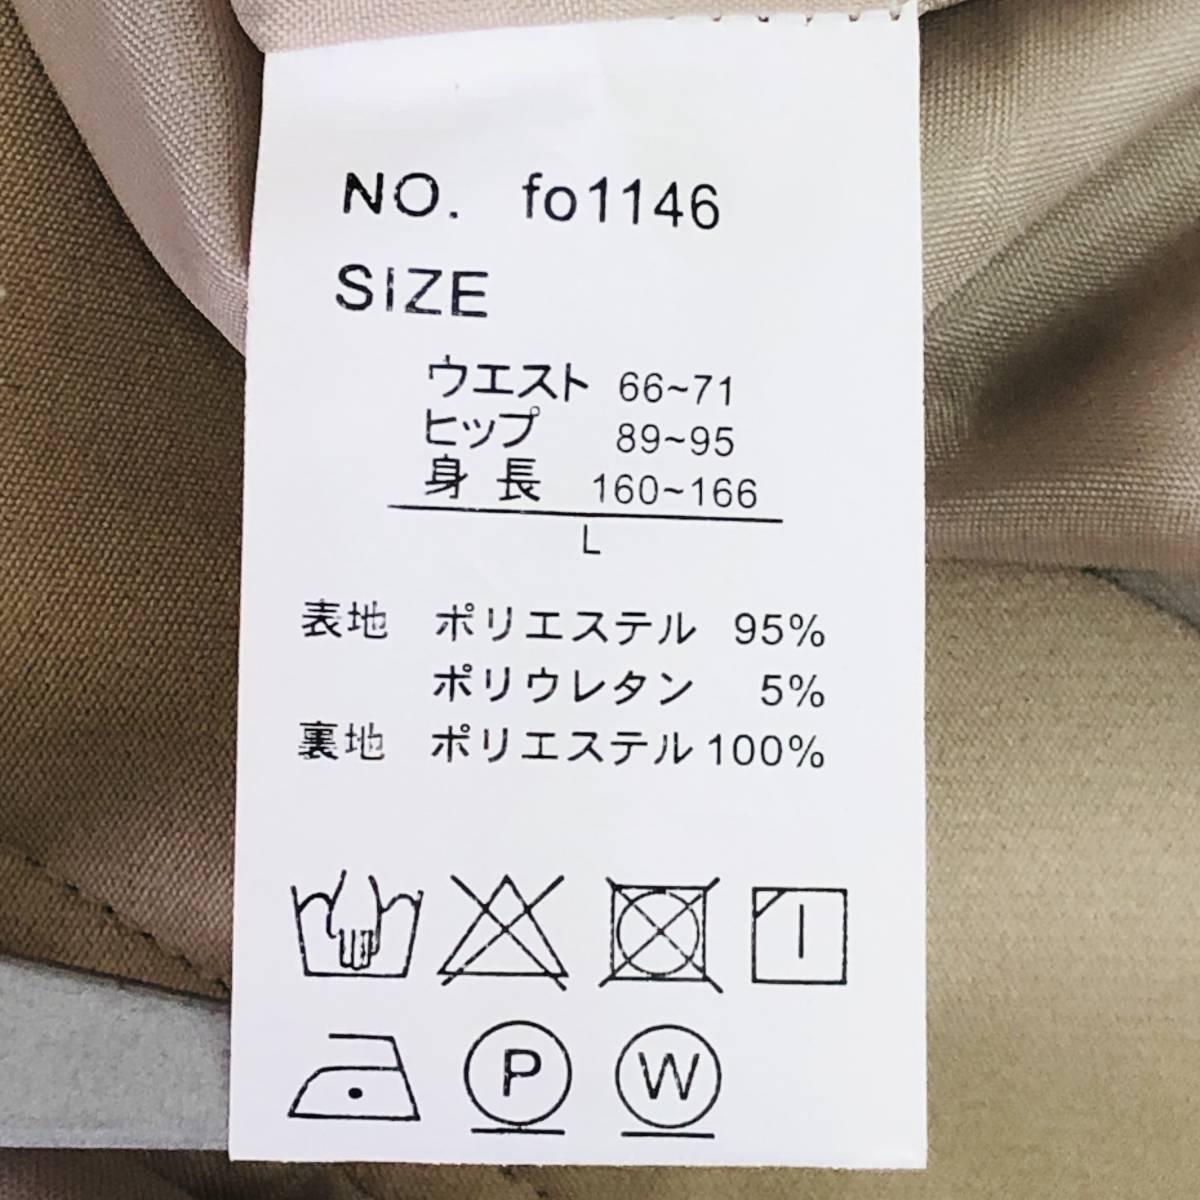 NO. fo1146
SIZE
ウエスト 66~71
ヒップ 89~95
身長 160~166
L
表地 ポリエステル 95%
ポリウレタン 5%
裏地 ポリエステル 100%
P W